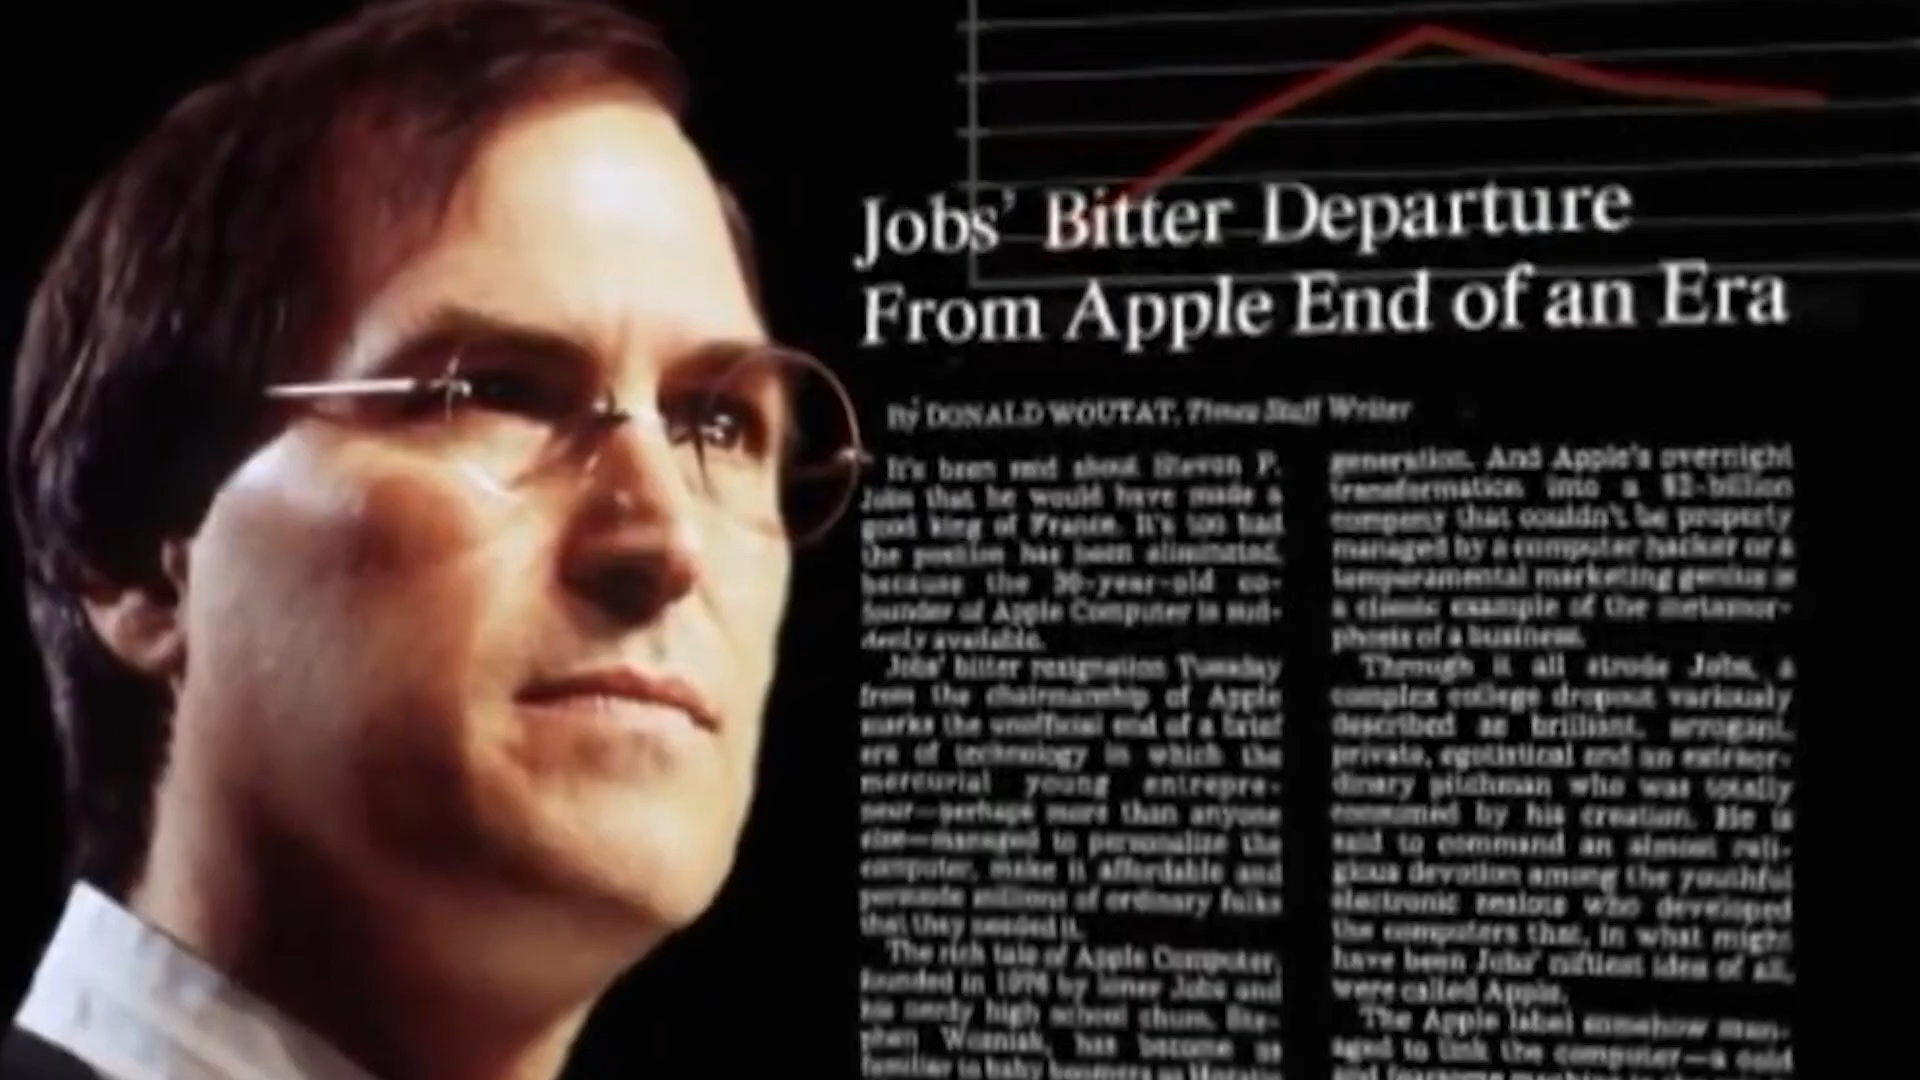 Jobs' Bitter Departure
From Apple End of an Era
By DONALD WOUTAT, Times Staff Writer
It's been said about Steven P.
Jobs that he would have made a
good king of France. It's too bad
the position has been eliminated,
because the 30-year-old co-
founder of Apple Computer is sud-
denly available.
Jobs' bitter resignation Tuesday
from the chairmanship of Apple
marks the unofficial end of a brief
era of technology in which the
mercurial young entrepre-
neur—perhaps more than anyone
else—managed to personalize the
computer, make it affordable and
persuade millions of ordinary folks
that they needed it.
The rich tale of Apple Computer,
founded in 1976 by loner Jobs and
his nerdy high school chum, Ste-
phen Wozniak, has become as
familiar to baby boomers as Horatio
generation. And Apple's overnight
transformation into a $2-billion
company that couldn't be properly
managed by a computer hacker or a
temperamental marketing genius is
a classic example of the metamor-
phosis of a business.
Through it all strode Jobs, a
complex college dropout variously
described as brilliant, arrogant,
private, egotistical and an extraor-
dinary pitchman who was totally
consumed by his creation. He is
said to command an almost reli-
gious devotion among the youthful
electronic zealots who developed
the computers that, in what might
have been Jobs' niftiest idea of all,
were called Apple.
The Apple label somehow man-
aged to link the computer—a cold
and fearsome machine